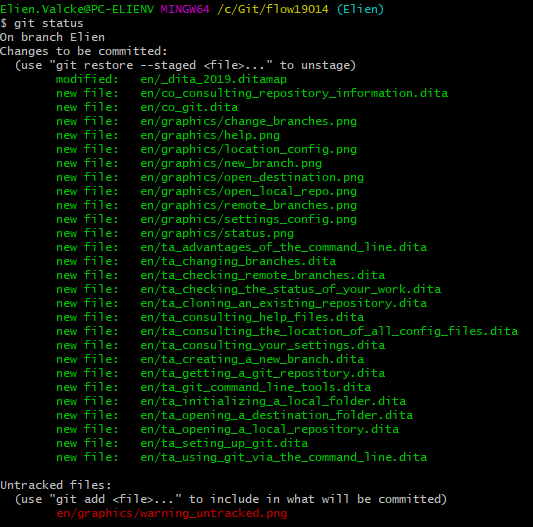 Elien.Valcke@PC-ELIENV MINGW64 /c/Git/flow19014 (Elien)
$ git status
On branch Elien
Changes to be committed:
  (use "git restore --staged <file>..." to unstage)
        modified:   en/_dita_2019.ditamap
        new file:   en/co_consulting_repository_information.dita
        new file:   en/co_git.dita
        new file:   en/graphics/change_branches.png
        new file:   en/graphics/help.png
        new file:   en/graphics/location_config.png
        new file:   en/graphics/new_branch.png
        new file:   en/graphics/open_destination.png
        new file:   en/graphics/open_local_repo.png
        new file:   en/graphics/remote_branches.png
        new file:   en/graphics/settings_config.png
        new file:   en/graphics/status.png
        new file:   en/ta_advantages_of_the_command_line.dita
        new file:   en/ta_changing_branches.dita
        new file:   en/ta_checking_remote_branches.dita
        new file:   en/ta_checking_the_status_of_your_work.dita
        new file:   en/ta_cloning_an_existing_repository.dita
        new file:   en/ta_consulting_help_files.dita
        new file:   en/ta_consulting_the_location_of_all_config_files.dita
        new file:   en/ta_consulting_your_settings.dita
        new file:   en/ta_creating_a_new_branch.dita
        new file:   en/ta_getting_a_git_repository.dita
        new file:   en/ta_git_command_line_tools.dita
        new file:   en/ta_initializing_a_local_folder.dita
        new file:   en/ta_opening_a_destination_folder.dita
        new file:   en/ta_opening_a_local_repository.dita
        new file:   en/ta_seting_up_git.dita
        new file:   en/ta_using_git_via_the_command_line.dita

Untracked files:
  (use "git add <file>..." to include in what will be committed)
        en/graphics/warning_untracked.png